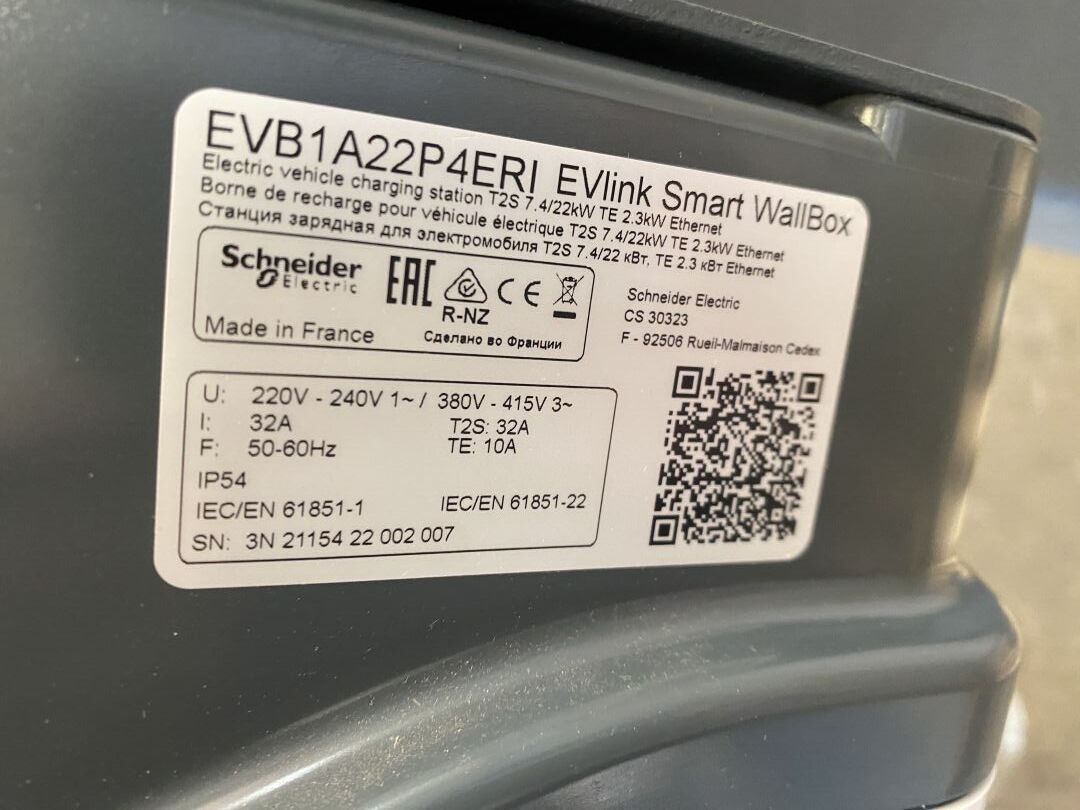 EVB1A22P4ERI EVlink Smart WallBox
Electric vehicle charging station T2S 7.4/22kW TE 2.3kW Ethernet
Borne de recharge pour véhicule électrique T2S 7.4/22kW TE 2.3kW Ethernet
Станция зарядная для электромобиля T2S 7.4/22 кВт, TE 2.3 кВт Ethernet
Schneider
Electric
EAC CE
R-NZ
Made in France
Сделано во Франции
Schneider Electric
CS 30323
F - 92506 Rueil-Malmaison Cedex
U: 220V - 240V 1~ / 380V - 415V 3~
I: 32A T2S: 32A
F: 50-60Hz TE: 10A
IP54
IEC/EN 61851-1 IEC/EN 61851-22
SN: 3N 21154 22 002 007